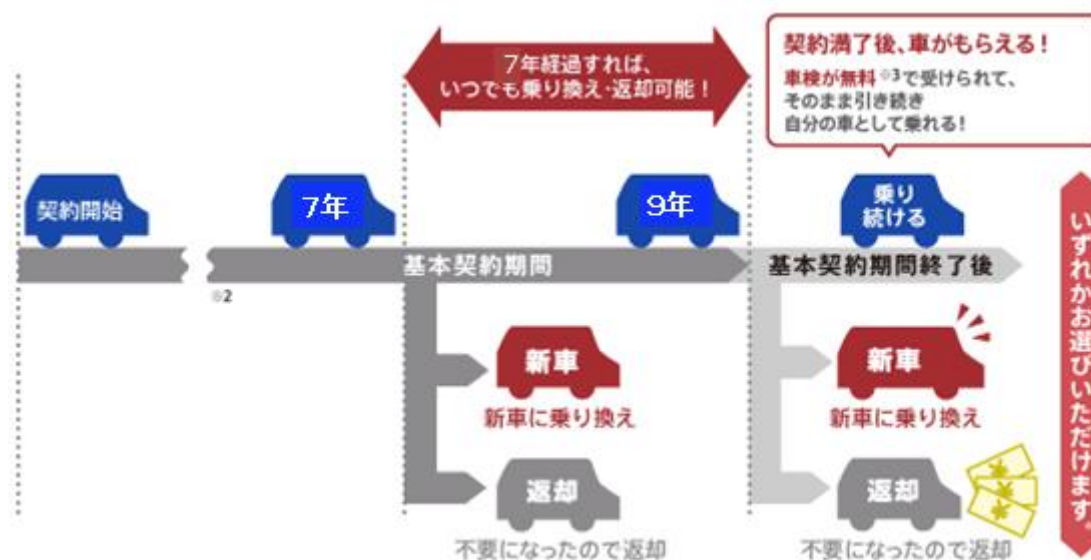 7年経過すれば、
いつでも乗り換え・返却可能！
契約満了後、車がもらえる！
車検が無料※3で受けられて、
そのまま引き続き
自分の車として乗れる！
契約開始
7年
9年
乗り
続ける
基本契約期間
基本契約期間終了後
※2
新車
新車に乗り換え
返却
不要になったので返却
新車
新車に乗り換え
返却
不要になったので返却
いずれかお選びいただけます。